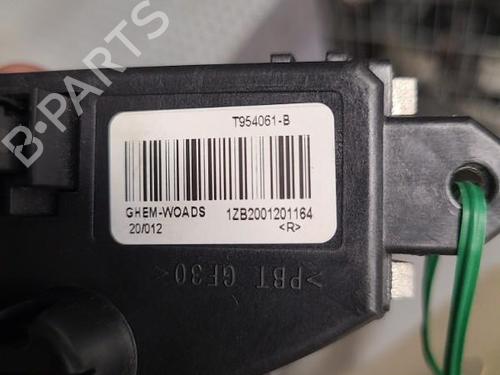 T954061-B
GHEM-WOADS 1ZB2001201164
20/012 <R>
>PBT GF30<
B-PARTS